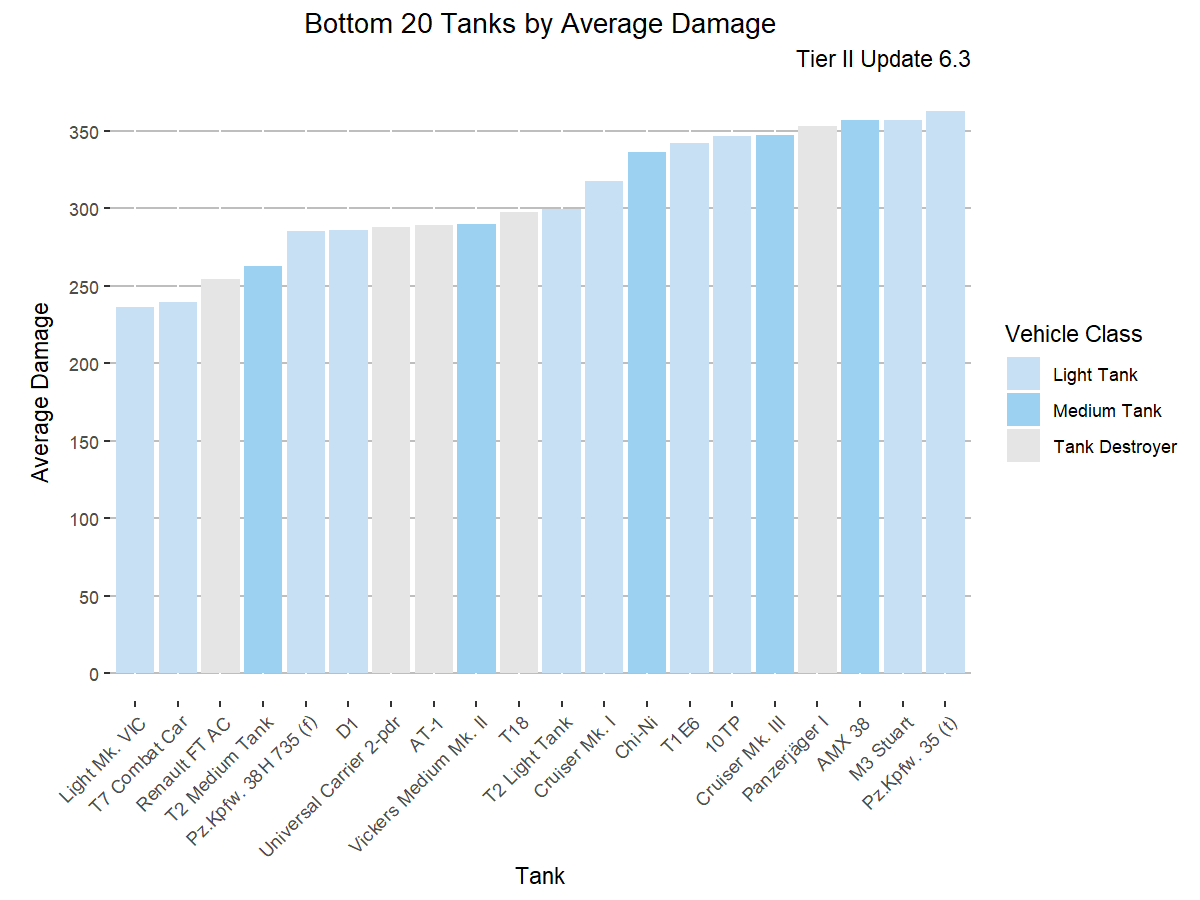 Bottom 20 Tanks by Average Damage
Tier II Update 6.3
Average Damage
350
300
250
200
150
100
50
0
Light Mk. VIC
T7 Combat Car
Renault FT AC
T2 Medium Tank
Pz.Kpfw. 38H 735 (f)
D1
Universal Carrier 2-pdr
AT-1
Vickers Medium Mk. II
T18
T2 Light Tank
Cruiser Mk. I
Chi-Ni
T1E6
10TP
Cruiser Mk. III
Panzerjäger I
AMX 38
M3 Stuart
Pz.Kpfw. 35 (t)
Tank
Vehicle Class
Light Tank
Medium Tank
Tank Destroyer